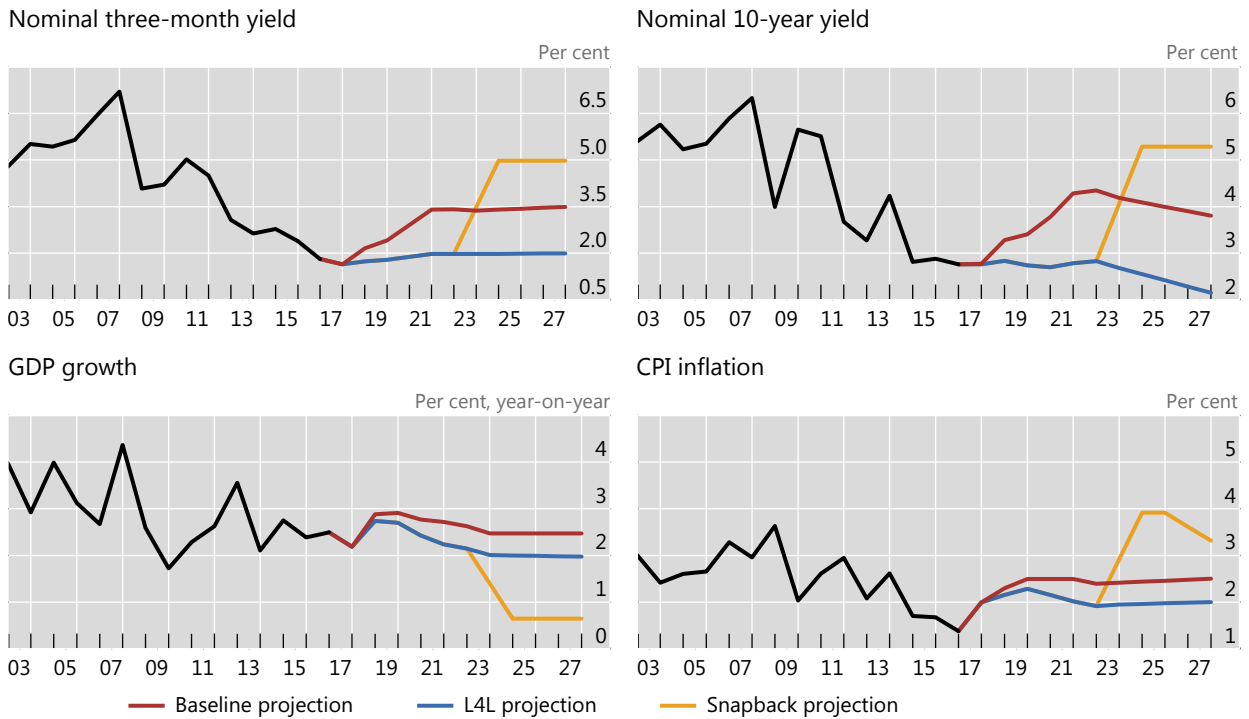 Nominal three-month yield
Per cent
6.5
5.0
3.5
2.0
0.5
03 05 07 09 11 13 15 17 19 21 23 25 27
Nominal 10-year yield
Per cent
6
5
3
2
03 05 07 09 11 13 15 17 19 21 23 25 27
GDP growth
Per cent, year-on-year
4
3
2
1
0
03 05 07 09 11 13 15 17 19 21 23 25 27
CPI inflation
Per cent
5
4
3
2
1
03 05 07 09 11 13 15 17 19 21 23 25 27
Baseline projection L4L projection Snapback projection